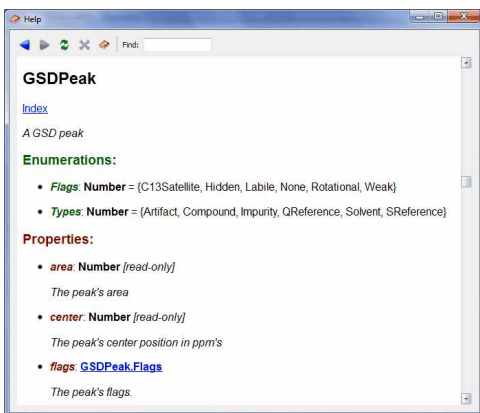 Help
Find:
GSDPeak
Index
A GSD peak
Enumerations:
• Flags: Number = {C13Satellite, Hidden, Labile, None, Rotational, Weak}
• Types: Number = {Artifact, Compound, Impurity, QReference, Solvent, SReference}
Properties:
• area: Number [read-only]
The peak's area
• center: Number [read-only]
The peak's center position in ppm's
• flags: GSDPeak.Flags
The peak's flags.